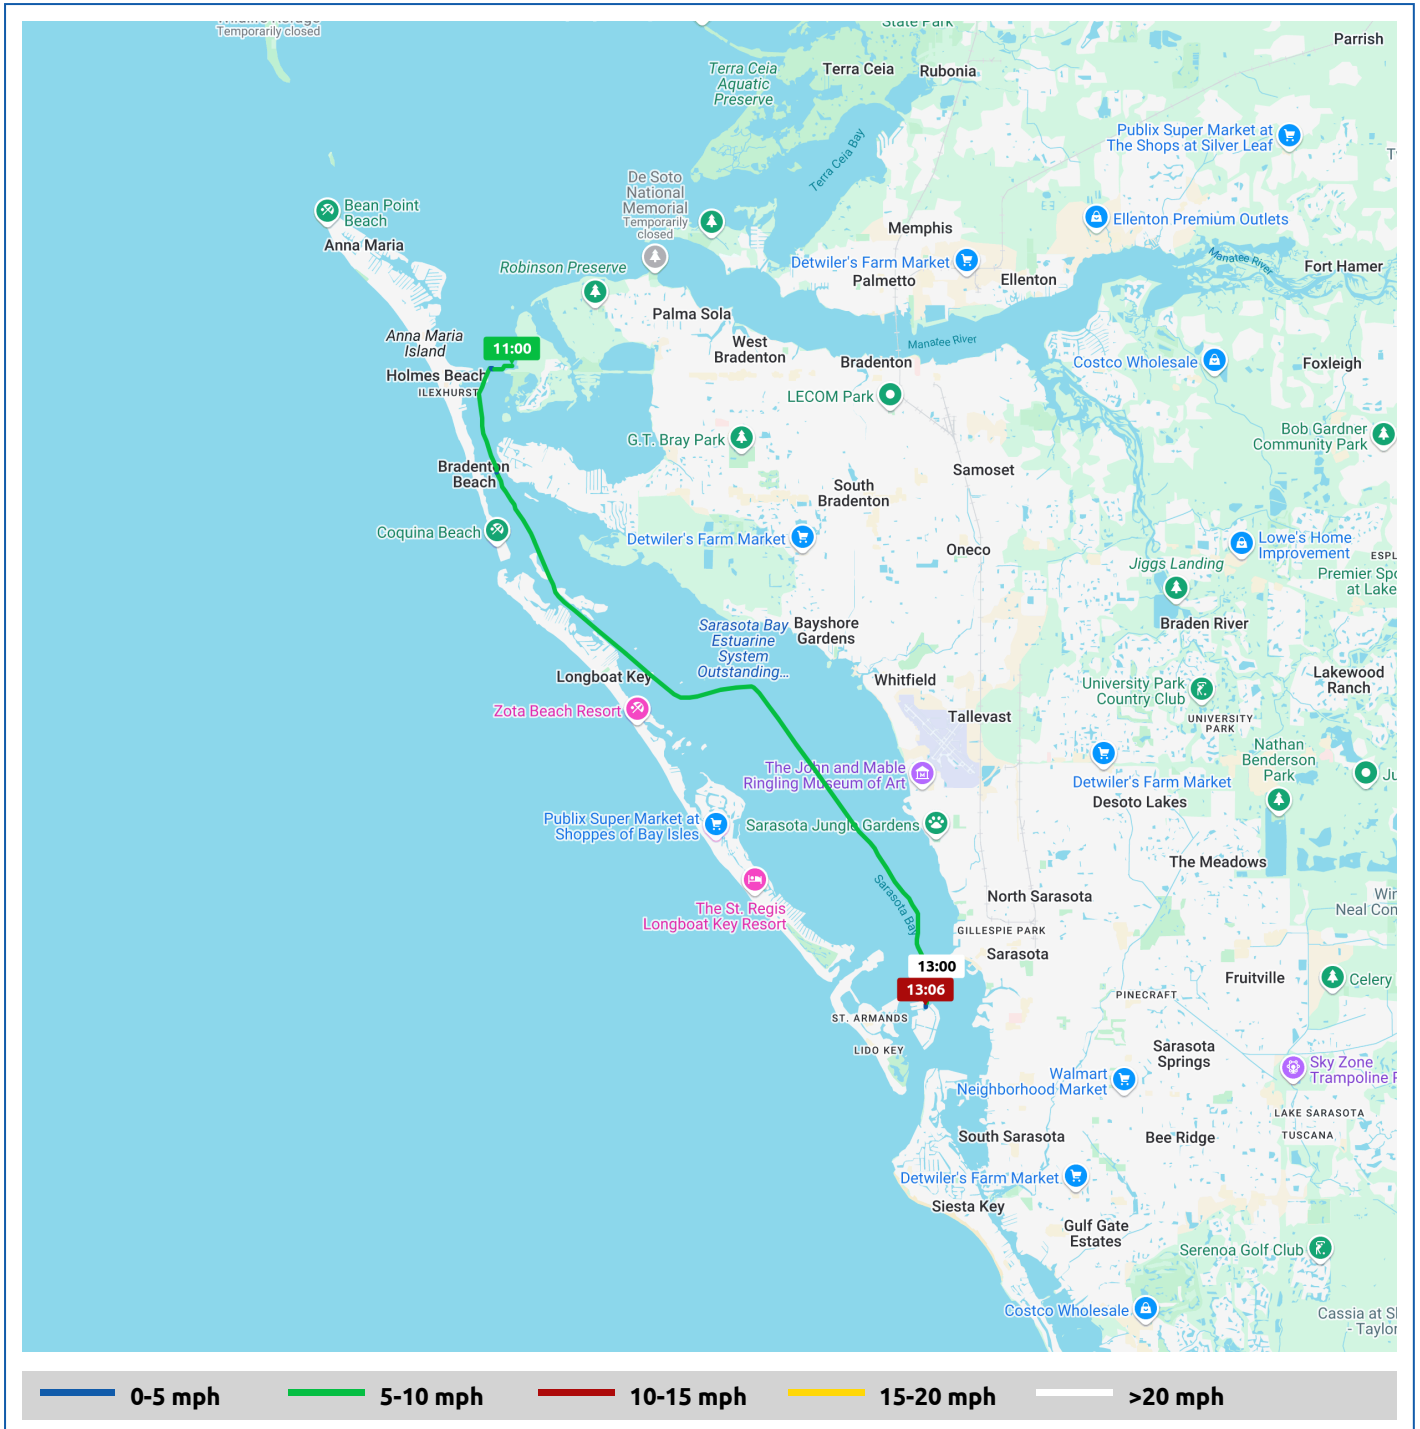 Temporarily closed
State Park
Parrish
Terra Ceia
Aquatic
Preserve
Terra Ceia
Rubonia
Publix Super Market at
The Shops at Silver Leaf
Terra Ceia Bay
De Soto
National
Memorial
Temporarily
closed
Bean Point
Beach
Anna Maria
Ellenton Premium Outlets
Memphis
Detwiler's Farm Market
Palmetto
Ellenton
Manatee River
Fort Hamer
Robinson Preserve
Palma Sola
Anna Maria
Island
11:00
West
Bradenton
Manatee River
Bradenton
Costco Wholesale
Foxleigh
Holmes Beach
ILEXHURST
LECOM Park
G.T. Bray Park
Bob Gardner
Community Park
Bradenton
Beach
Samoset
South
Bradenton
Coquina Beach
Detwiler's Farm Market
Oneco
Lowe's Home
Improvement
ESPL
Jiggs Landing
Premier Spo
at Lake
Braden River
Sarasota Bay
Estuarine
System
Outstanding...
Bayshore
Gardens
Longboat Key
Whitfield
Lakewood
Ranch
University Park
Country Club
Zota Beach Resort
Tallevast
UNIVERSITY
PARK
Nathan
Benderson
Park
The John and Mable
Ringling Museum of Art
Detwiler's Farm Market
Ju
Desoto Lakes
Publix Super Market at
Shoppes of Bay Isles
Sarasota Jungle Gardens
The Meadows
Sarasota Bay
North Sarasota
The St. Regis
Longboat Key Resort
Neal Con
GILLESPIE PARK
Sarasota
13:00
13:06
Fruitville
Celery
PINECRAFT
ST. ARMANDS
LIDO KEY
Sarasota
Springs
Sky Zone
Trampoline P
Walmart
Neighborhood Market
LAKE SARASOTA
TUSCANA
South Sarasota
Bee Ridge
Detwiler's Farm Market
Siesta Key
Gulf Gate
Estates
Serenoa Golf Club
Costco Wholesale
Cassia at Sk
- Taylor
0-5 mph
5-10 mph
10-15 mph
15-20 mph
>20 mph